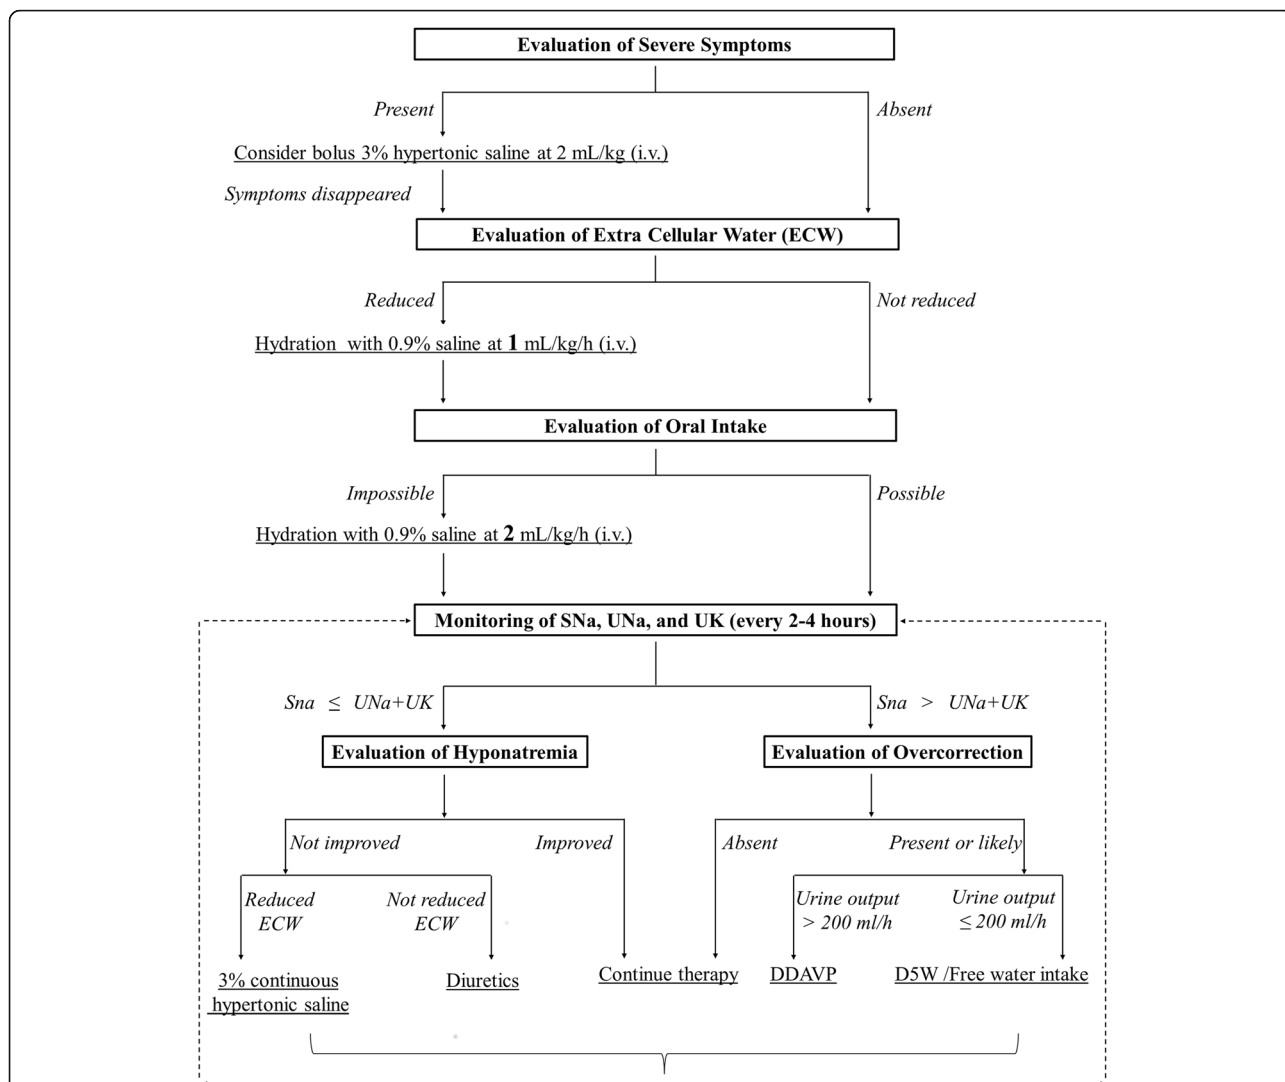 Evaluation of Severe Symptoms
Present
Absent
Consider bolus 3% hypertonic saline at 2 mL/kg (i.v.)
Symptoms disappeared
Evaluation of Extra Cellular Water (ECW)
Reduced
Not reduced
Hydration with 0.9% saline at 1 mL/kg/h (i.v.)
Evaluation of Oral Intake
Impossible
Possible
Hydration with 0.9% saline at 2 mL/kg/h (i.v.)
Monitoring of SNa, UNa, and UK (every 2-4 hours)
Sna ≤ UNa+UK
Sna > UNa+UK
Evaluation of Hyponatremia
Evaluation of Overcorrection
Not improved
Improved
Absent
Present or likely
Reduced
ECW
Not reduced
ECW
Urine output
> 200 ml/h
Urine output
≤ 200 ml/h
3% continuous
hypertonic saline
Diuretics
Continue therapy
DDAVP
D5W /Free water intake